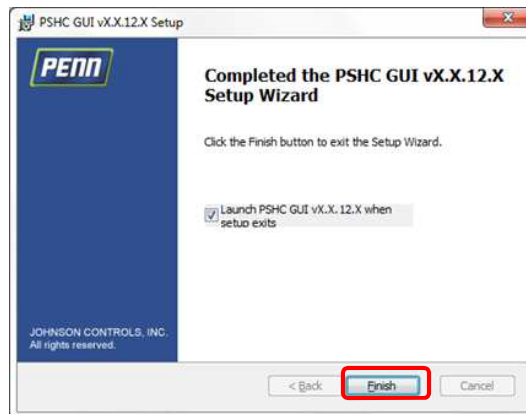 PSHC GUI vX.X.12.X Setup
PENN
Completed the PSHC GUI vX.X.12.X
Setup Wizard
Click the Finish button to exit the Setup Wizard.
Launch PSHC GUI vX.X.12.X when
setup exits
JOHNSON CONTROLS, INC.
All rights reserved.
< Back
Finish
Cancel